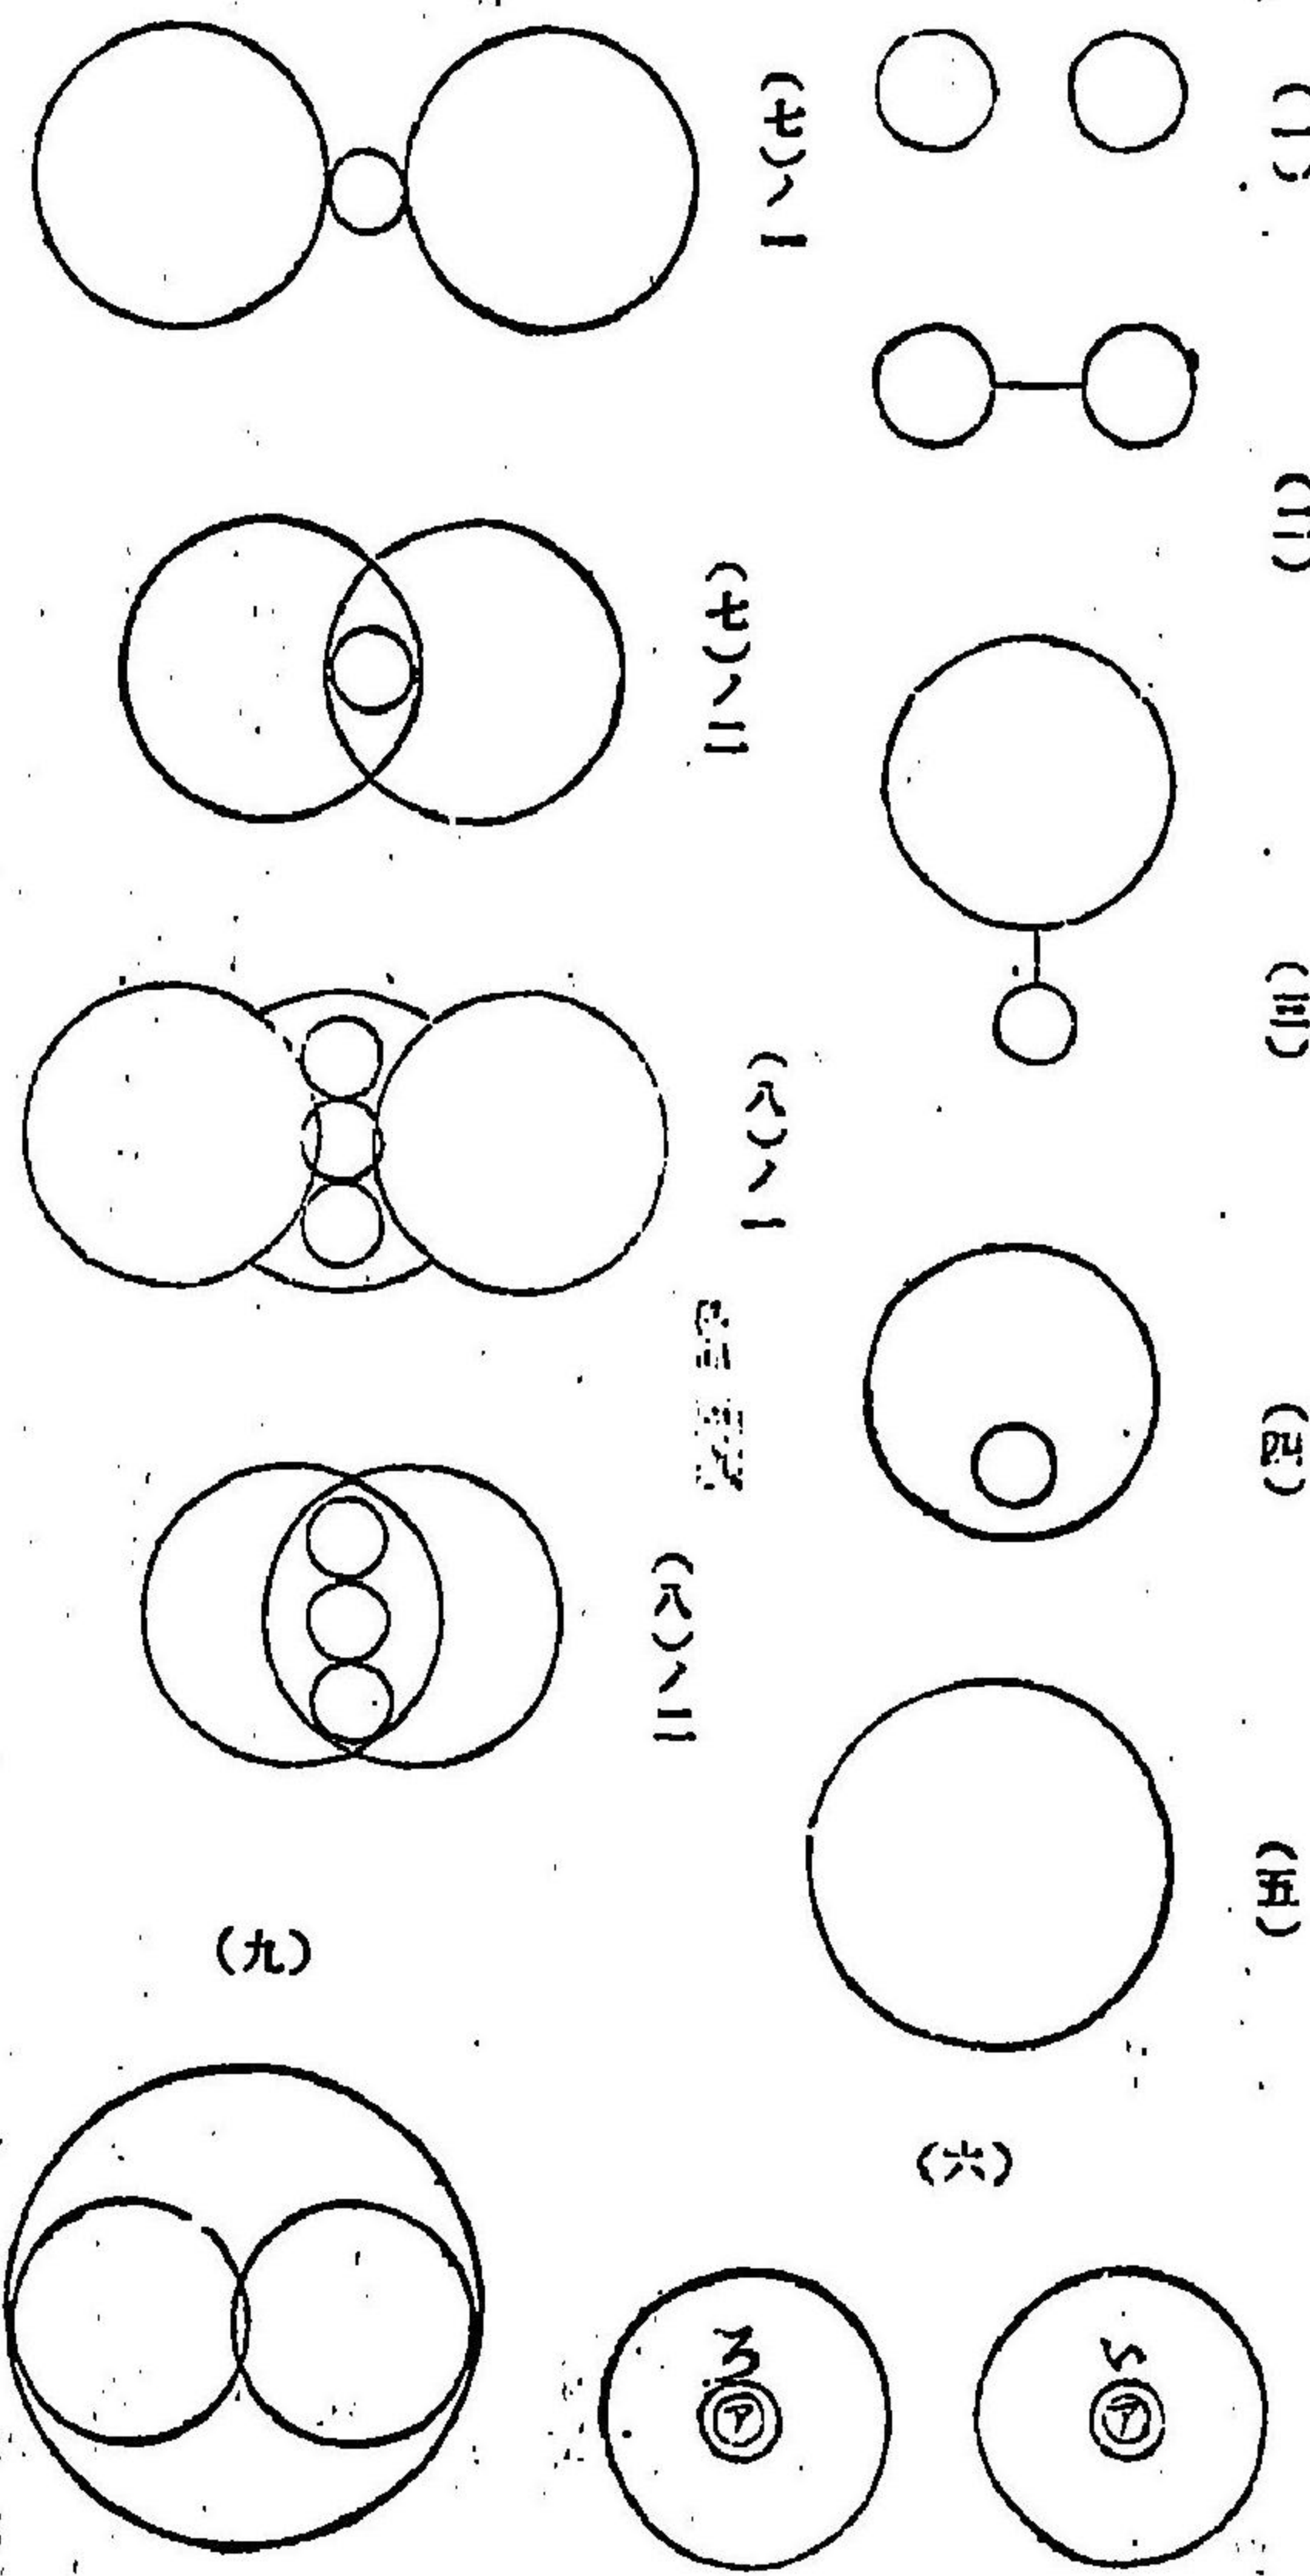 (一)
(二)
(三)
(四)
(五)
(六)
い
ア
ろ
ア
(七)ノ一
(七)ノ二
(八)ノ一
(八)ノ二
(九)